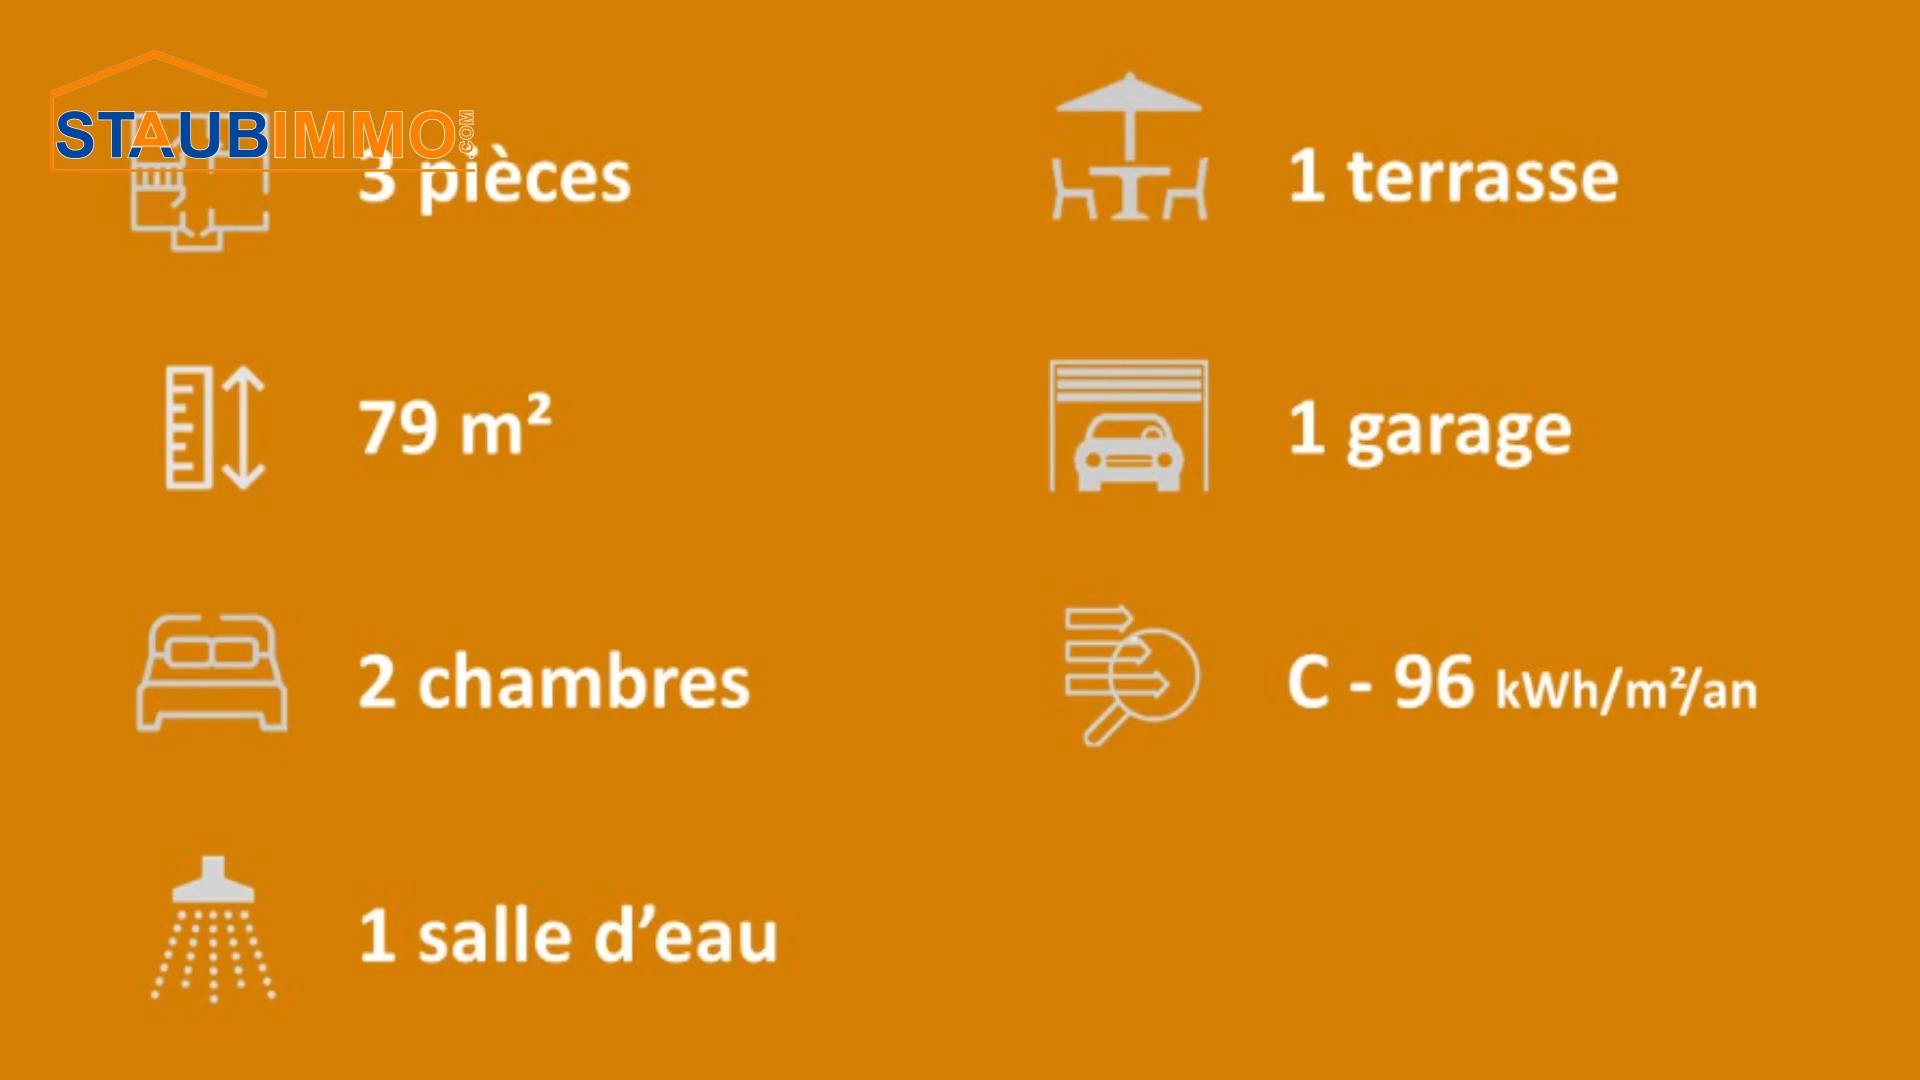 STAUBIMMO.COM
3 pièces
79 m²
2 chambres
1 salle d’eau
1 terrasse
1 garage
C - 96 kWh/m²/an